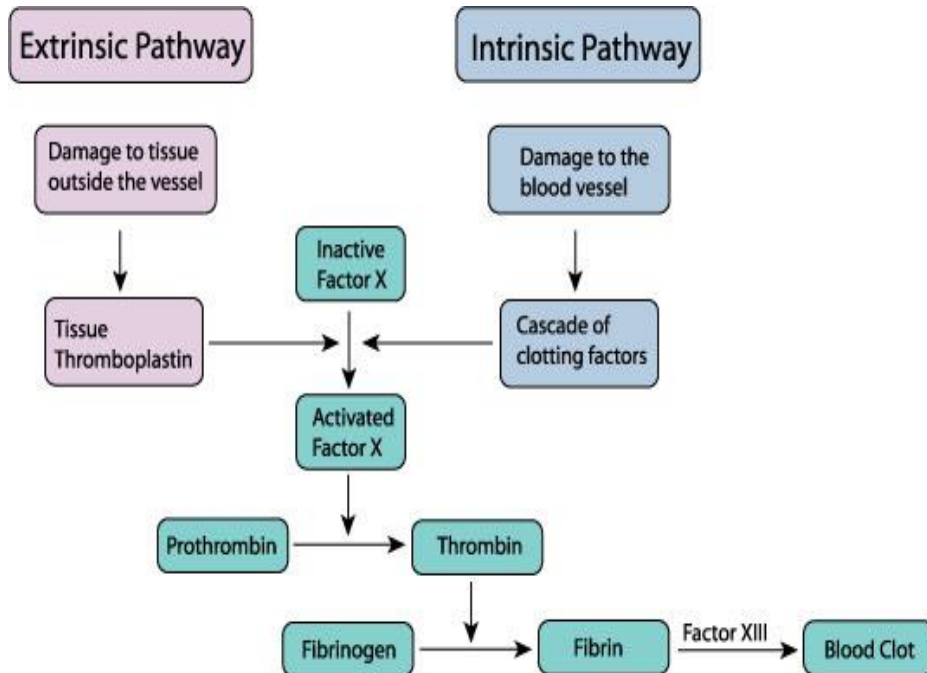 Extrinsic Pathway
Intrinsic Pathway
Damage to tissue
outside the vessel
Damage to the
blood vessel
Inactive
Factor X
Tissue
Thromboplastin
Cascade of
clotting factors
Activated
Factor X
Prothrombin
Thrombin
Fibrinogen
Fibrin
Factor XIII
Blood Clot